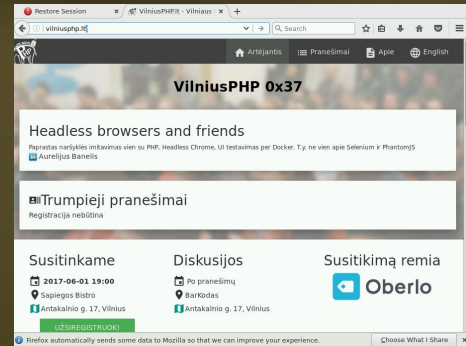 Restore Session
VilniusPHP.lt - Vilniaus
vilniusphp.lt
Search
Artėjantis
Pranešimai
Apie
English
VilniusPHP 0x37
Headless browsers and friends
Paprastas naršyklės imitavimas vien su PHP, Headless Chrome, UI testavimas per Docker. T.y. ne vien apie Selenium ir PhantomJS
Aurelijus Banelis
Trumpieji pranešimai
Registracija nebūtina
Susitinkame
2017-06-01 19:00
Sapiegos Bistro
Antakalnio g. 17, Vilnius
UŽSIREGISTRUOK!
Diskusijos
Po pranešimų
BarKodas
Antakalnio g. 17, Vilnius
Susitikimą remia
Oberlo
Firefox automatically sends some data to Mozilla so that we can improve your experience.
Choose What I Share